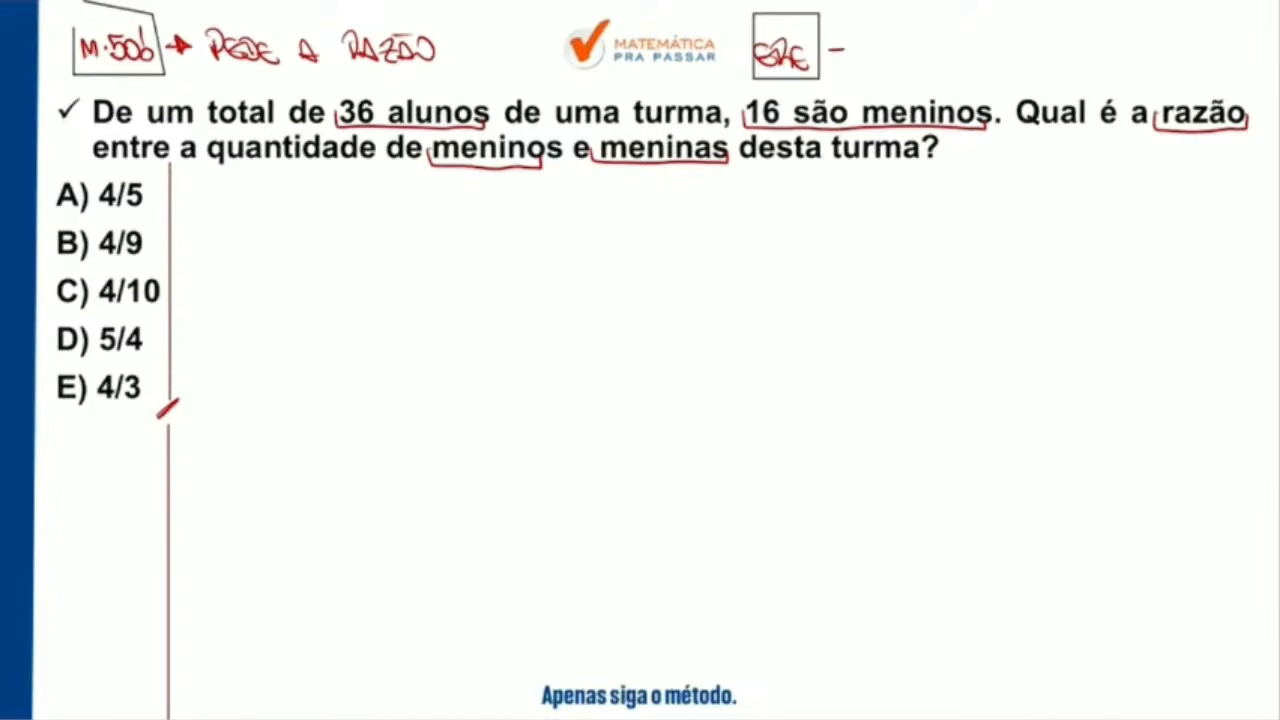 M.50b → PEDE A RAZÃO
MATEMÁTICA
PRA PASSAR
✓ De um total de 36 alunos de uma turma, 16 são meninos. Qual é a razão
entre a quantidade de meninos e meninas desta turma?
A) 4/5
B) 4/9
C) 4/10
D) 5/4
E) 4/3
Apenas siga o método.